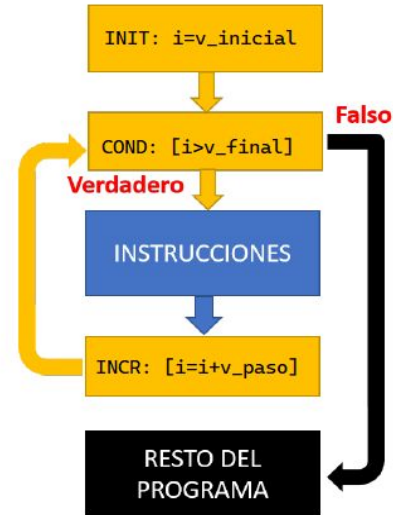 INIT: i=v_inicial
Falso
COND: [i>v_final]
Verdadero
INSTRUCCIONES
INCR: [i=i+v_paso]
RESTO DEL
PROGRAMA